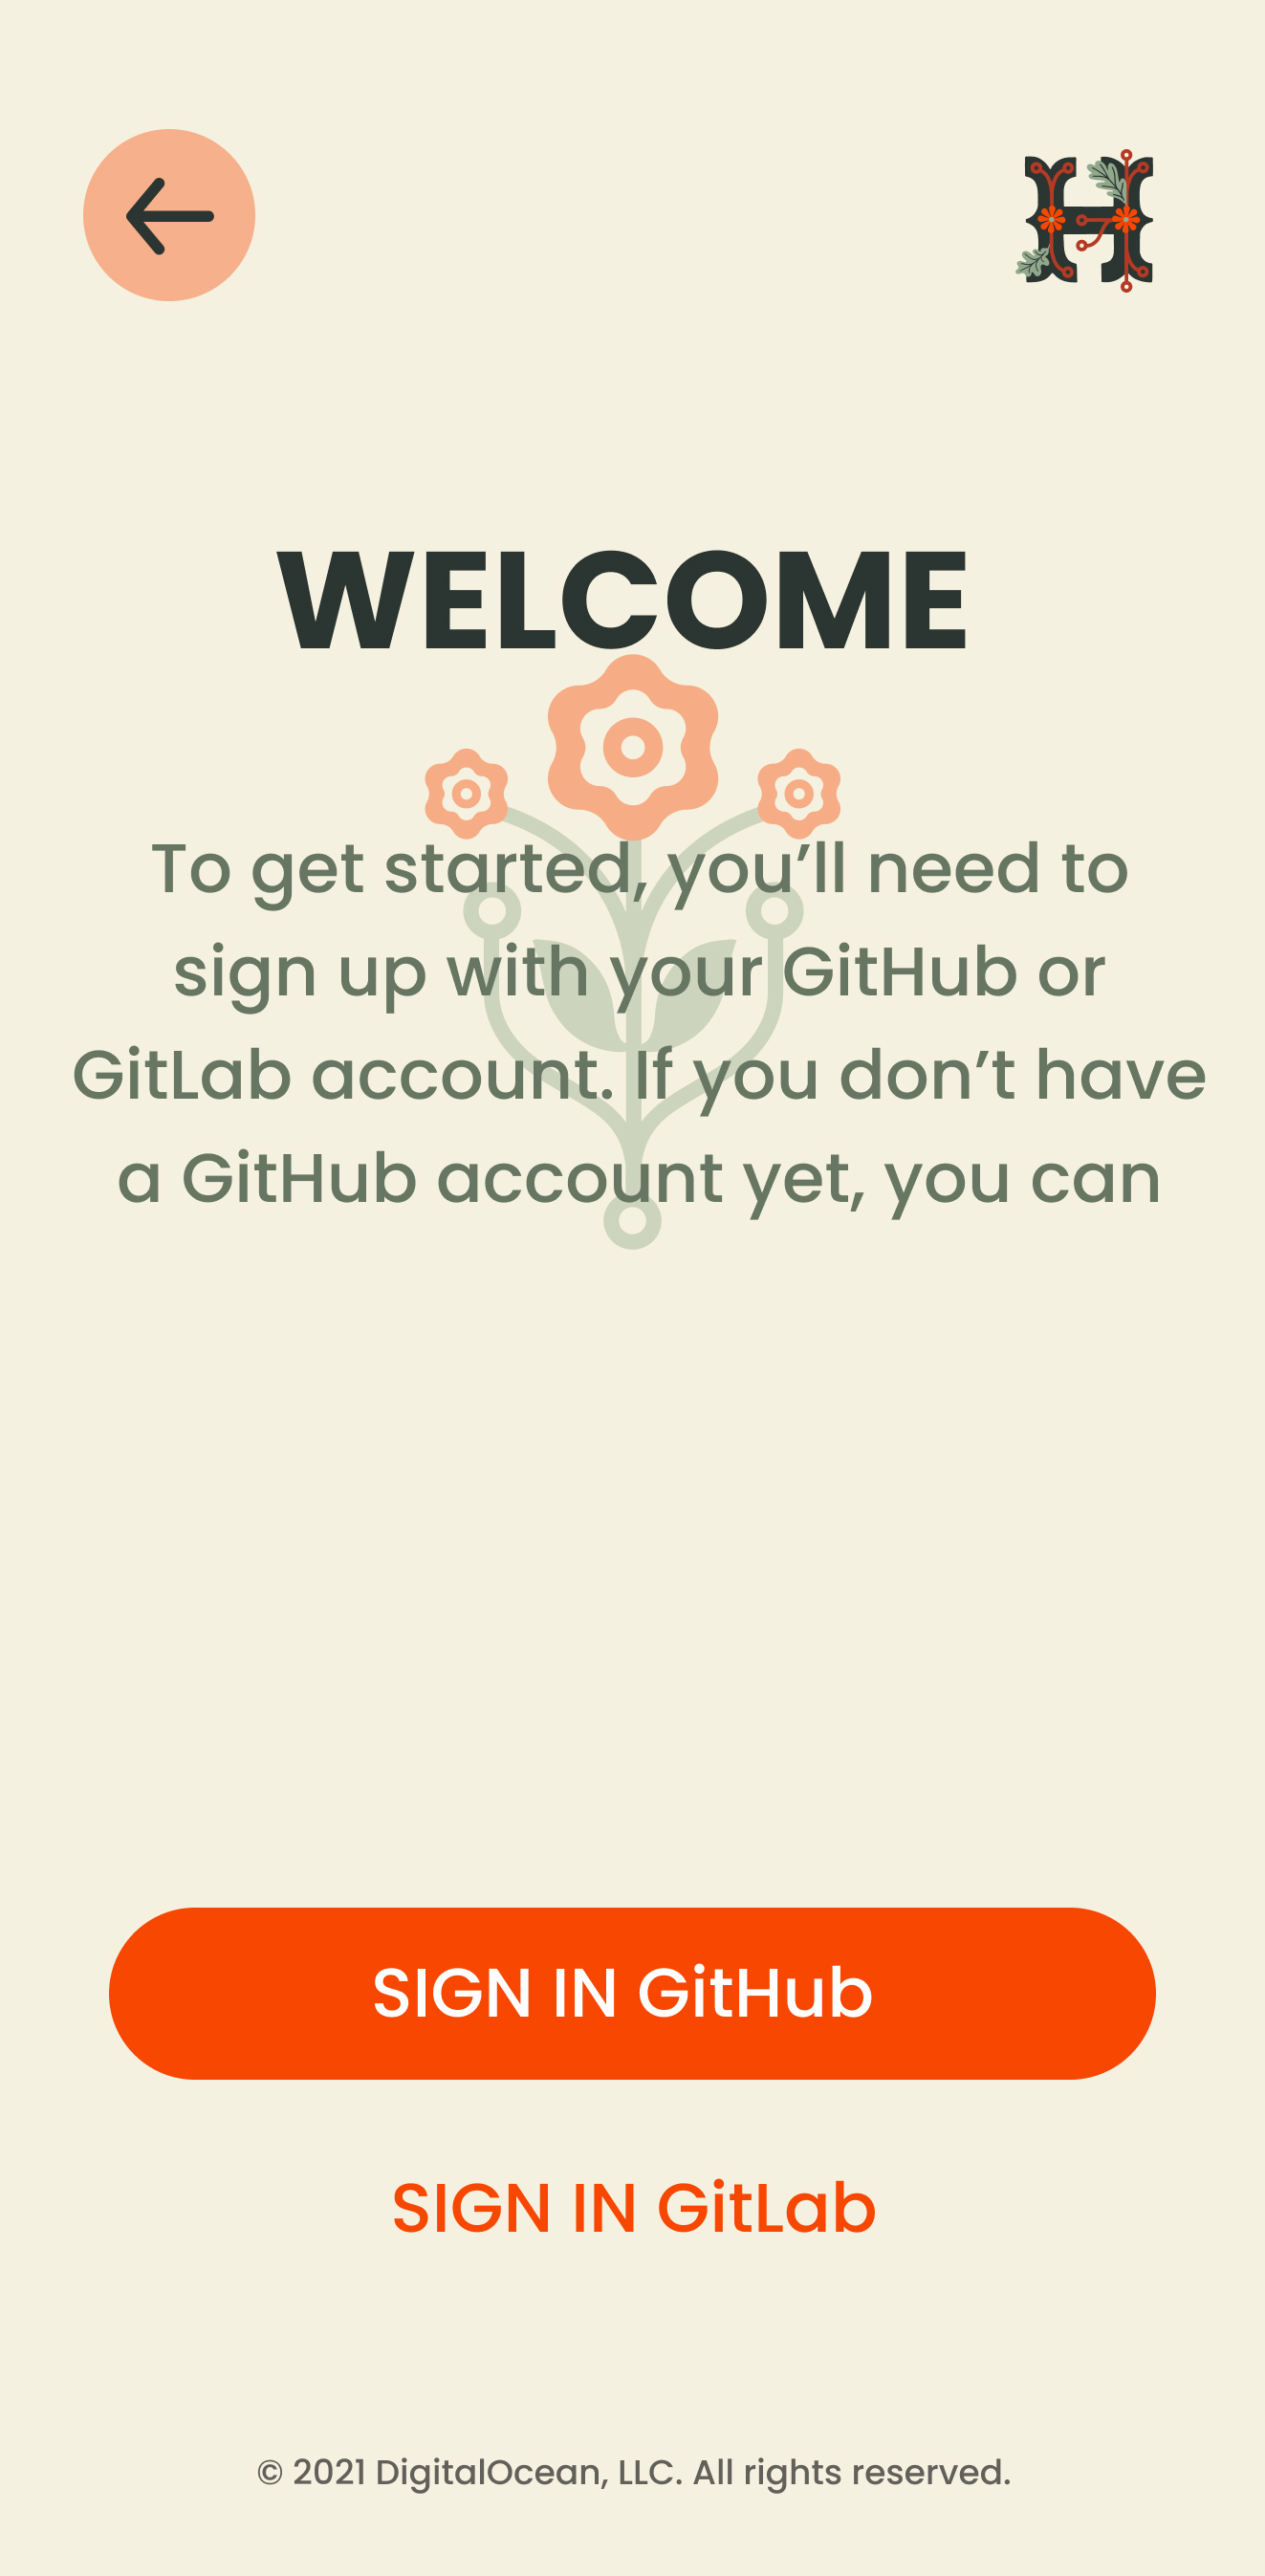 H
WELCOME
To get started, you’ll need to
sign up with your GitHub or
GitLab account. If you don’t have
a GitHub account yet, you can
SIGN IN GitHub
SIGN IN GitLab
© 2021 DigitalOcean, LLC. All rights reserved.